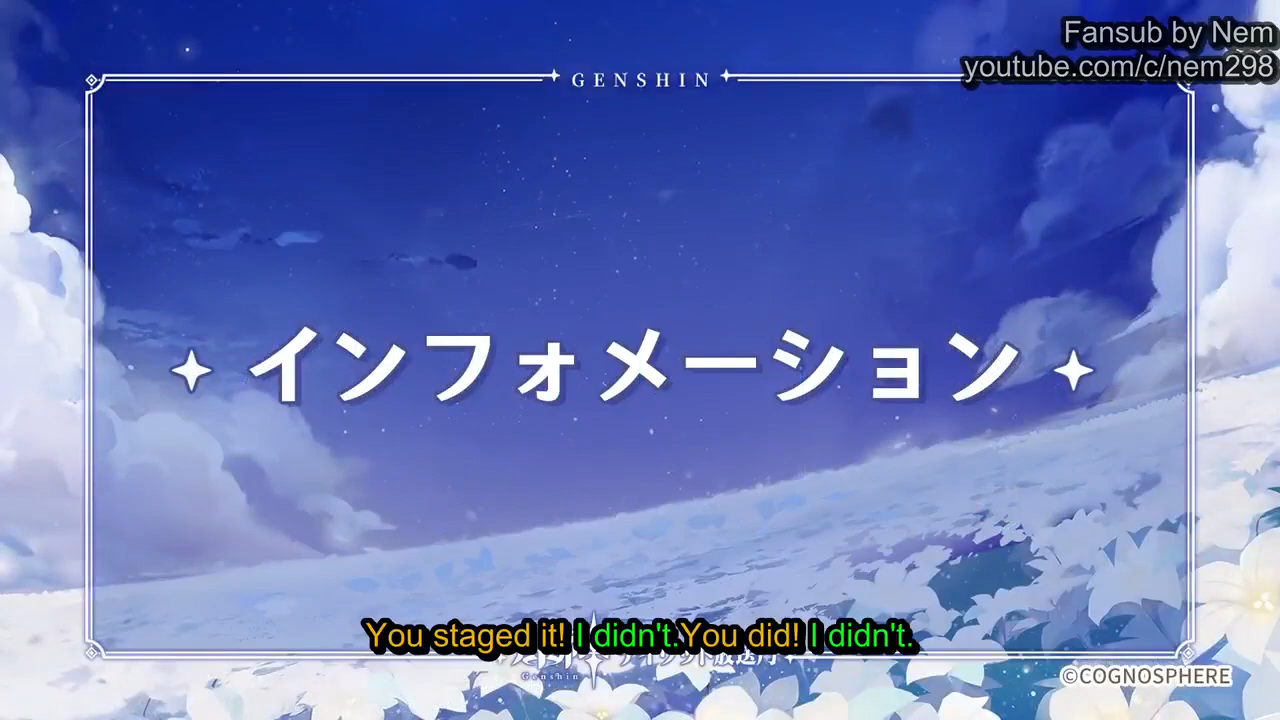 Fansub by Nem
youtube.com/c/nem298
GENSHIN
インフォメーション
You staged it! I didn't. You did! I didn't.
Genshin
©COGNOSPHERE